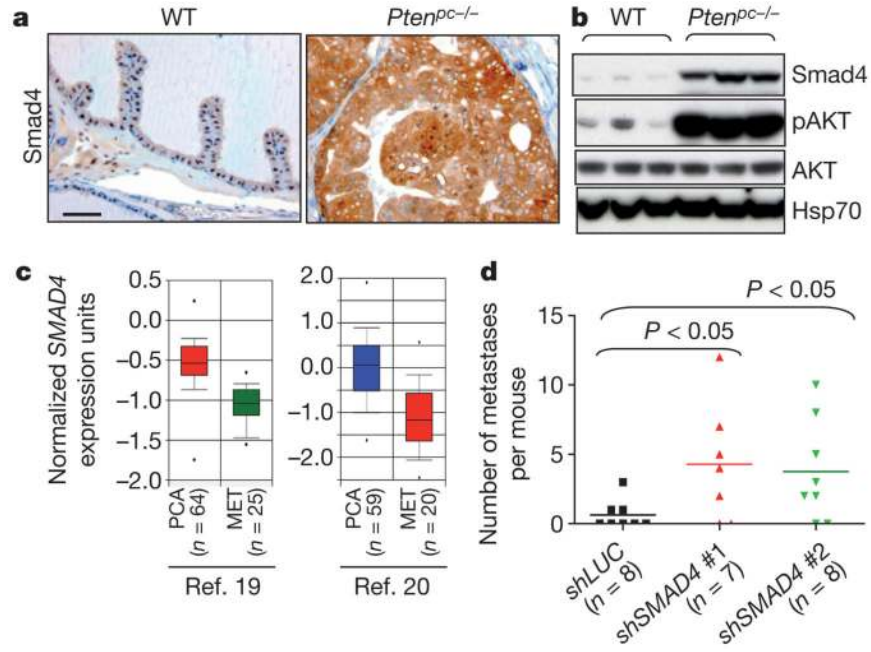 a
WT
Pten^pc–/–
Smad4
b
WT
Pten^pc–/–
Smad4
pAKT
AKT
Hsp70
c
Normalized SMAD4
expression units
0.5
0.0
–0.5
–1.0
–1.5
–2.0
PCA
(n = 64)
MET
(n = 25)
Ref. 19
2.0
1.0
0.0
–1.0
–2.0
PCA
(n = 59)
MET
(n = 20)
Ref. 20
d
P < 0.05
P < 0.05
Number of metastases
per mouse
15
10
5
0
shLUC
(n = 8)
shSMAD4 #1
(n = 7)
shSMAD4 #2
(n = 8)